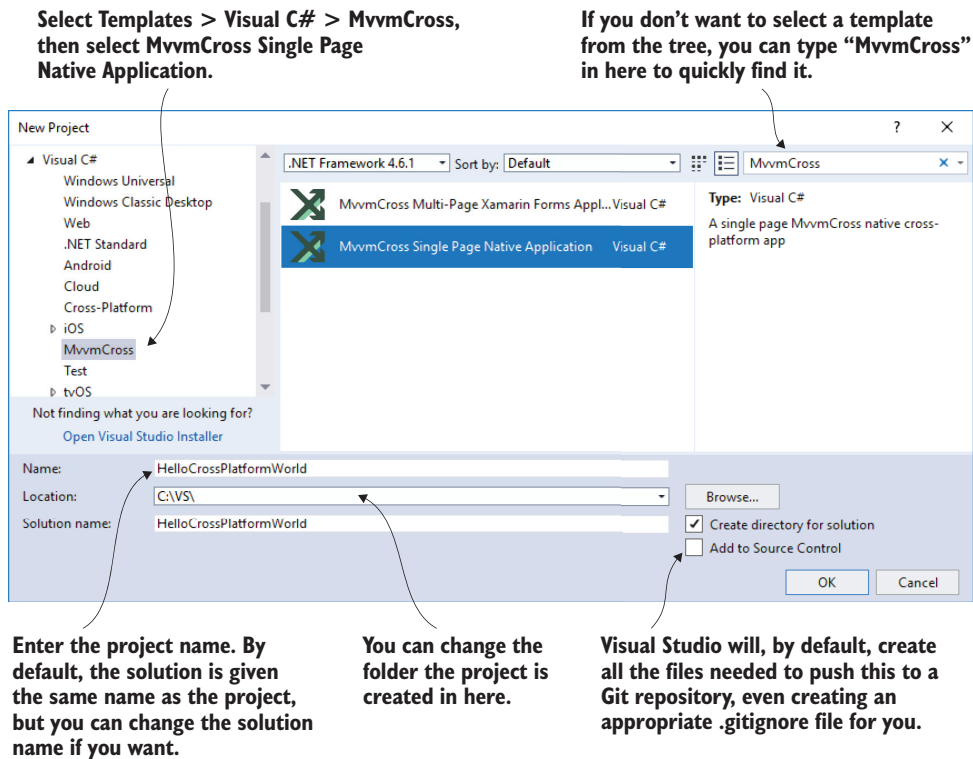 Select Templates > Visual C# > MvvmCross,
then select MvvmCross Single Page
Native Application.
If you don’t want to select a template
from the tree, you can type “MvvmCross”
in here to quickly find it.
New Project
?
Visual C#
Windows Universal
Windows Classic Desktop
Web
.NET Standard
Android
Cloud
Cross-Platform
iOS
MvvmCross
Test
tvOS
Not finding what you are looking for?
Open Visual Studio Installer
.NET Framework 4.6.1
Sort by: Default
MvvmCross
MvvmCross Multi-Page Xamarin Forms Appl... Visual C#
MvvmCross Single Page Native Application Visual C#
Type: Visual C#
A single page MvvmCross native cross-
platform app
Name: HelloCrossPlatformWorld
Location: C:\VS\
Browse...
Solution name: HelloCrossPlatformWorld
Create directory for solution
Add to Source Control
OK
Cancel
Enter the project name. By
default, the solution is given
the same name as the project,
but you can change the solution
name if you want.
You can change the
folder the project is
created in here.
Visual Studio will, by default, create
all the files needed to push this to a
Git repository, even creating an
appropriate .gitignore file for you.